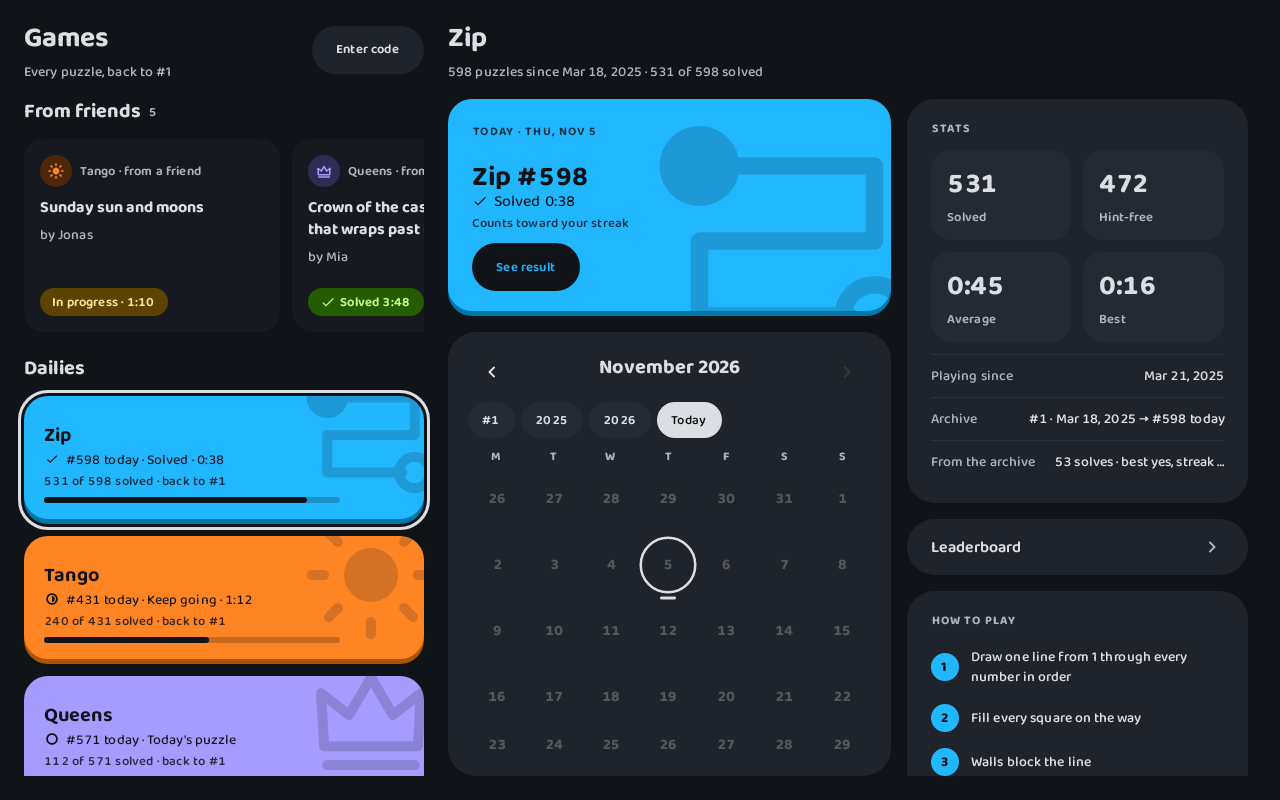 Games
Every puzzle, back to #1
Enter code
From friends 5
Tango · from a friend
Sunday sun and moons
by Jonas
In progress · 1:10
Queens · from
Crown of the cas
that wraps past
by Mia
Solved 3:48
Dailies
Zip
#598 today · Solved · 0:38
531 of 598 solved · back to #1
Tango
#431 today · Keep going · 1:12
240 of 431 solved · back to #1
Queens
#571 today · Today's puzzle
112 of 571 solved · back to #1
Zip
598 puzzles since Mar 18, 2025 · 531 of 598 solved
TODAY · THU, NOV 5
Zip #598
Solved 0:38
Counts toward your streak
See result
November 2026
#1 2025 2026 Today
M T W T F S S
26 27 28 29 30 31 1
2 3 4 5 6 7 8
9 10 11 12 13 14 15
16 17 18 19 20 21 22
23 24 25 26 27 28 29
STATS
531
Solved
472
Hint-free
0:45
Average
0:16
Best
Playing since Mar 21, 2025
Archive #1 · Mar 18, 2025 → #598 today
From the archive 53 solves · best yes, streak …
Leaderboard
HOW TO PLAY
1 Draw one line from 1 through every
number in order
2 Fill every square on the way
3 Walls block the line